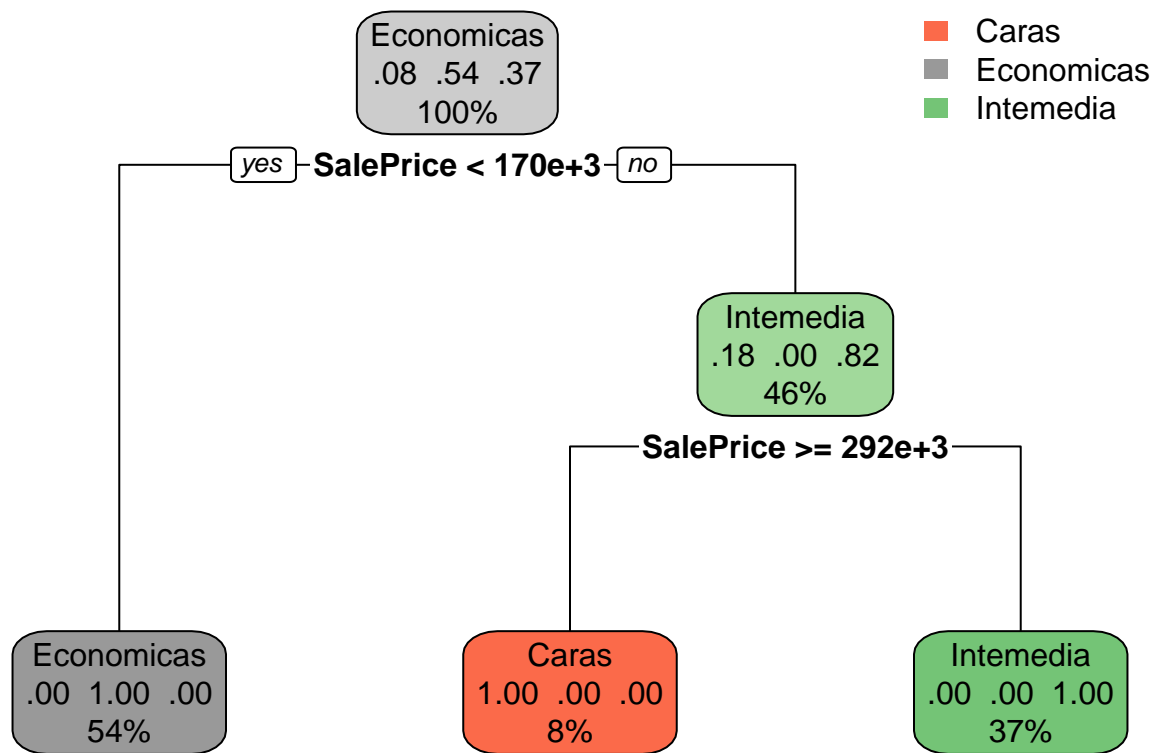 Economicas
.08 .54 .37
100%
Caras
Economicas
Intemedia
yes SalePrice < 170e+3 no
Intemedia
.18 .00 .82
46%
SalePrice >= 292e+3
Economicas
.00 1.00 .00
54%
Caras
1.00 .00 .00
8%
Intemedia
.00 .00 1.00
37%